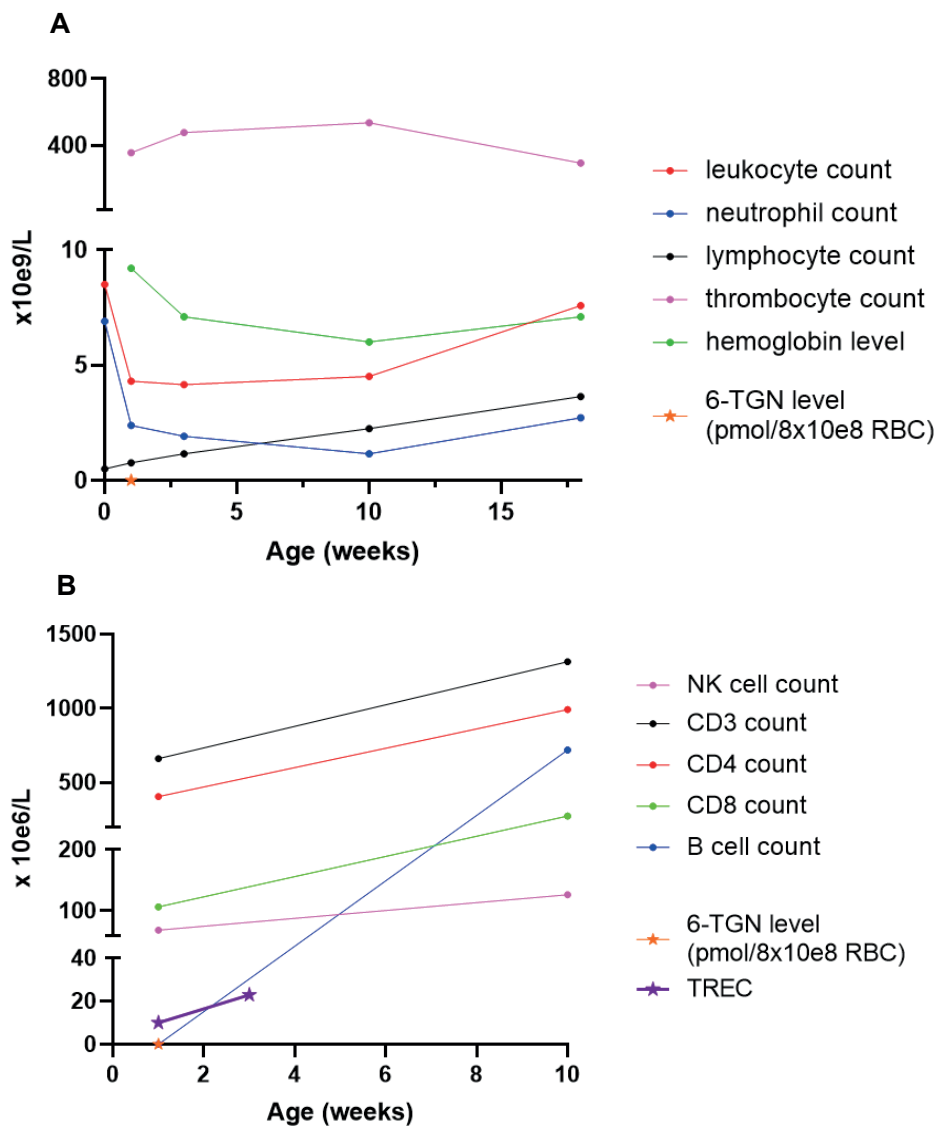 A
800
400
10
5
0
x10e9/L
0 5 10 15
Age (weeks)
leukocyte count
neutrophil count
lymphocyte count
thrombocyte count
hemoglobin level
6-TGN level
(pmol/8x10e8 RBC)
B
1500
1000
500
200
100
40
20
0
x 10e6/L
0 2 4 6 8 10
Age (weeks)
NK cell count
CD3 count
CD4 count
CD8 count
B cell count
6-TGN level
(pmol/8x10e8 RBC)
TREC